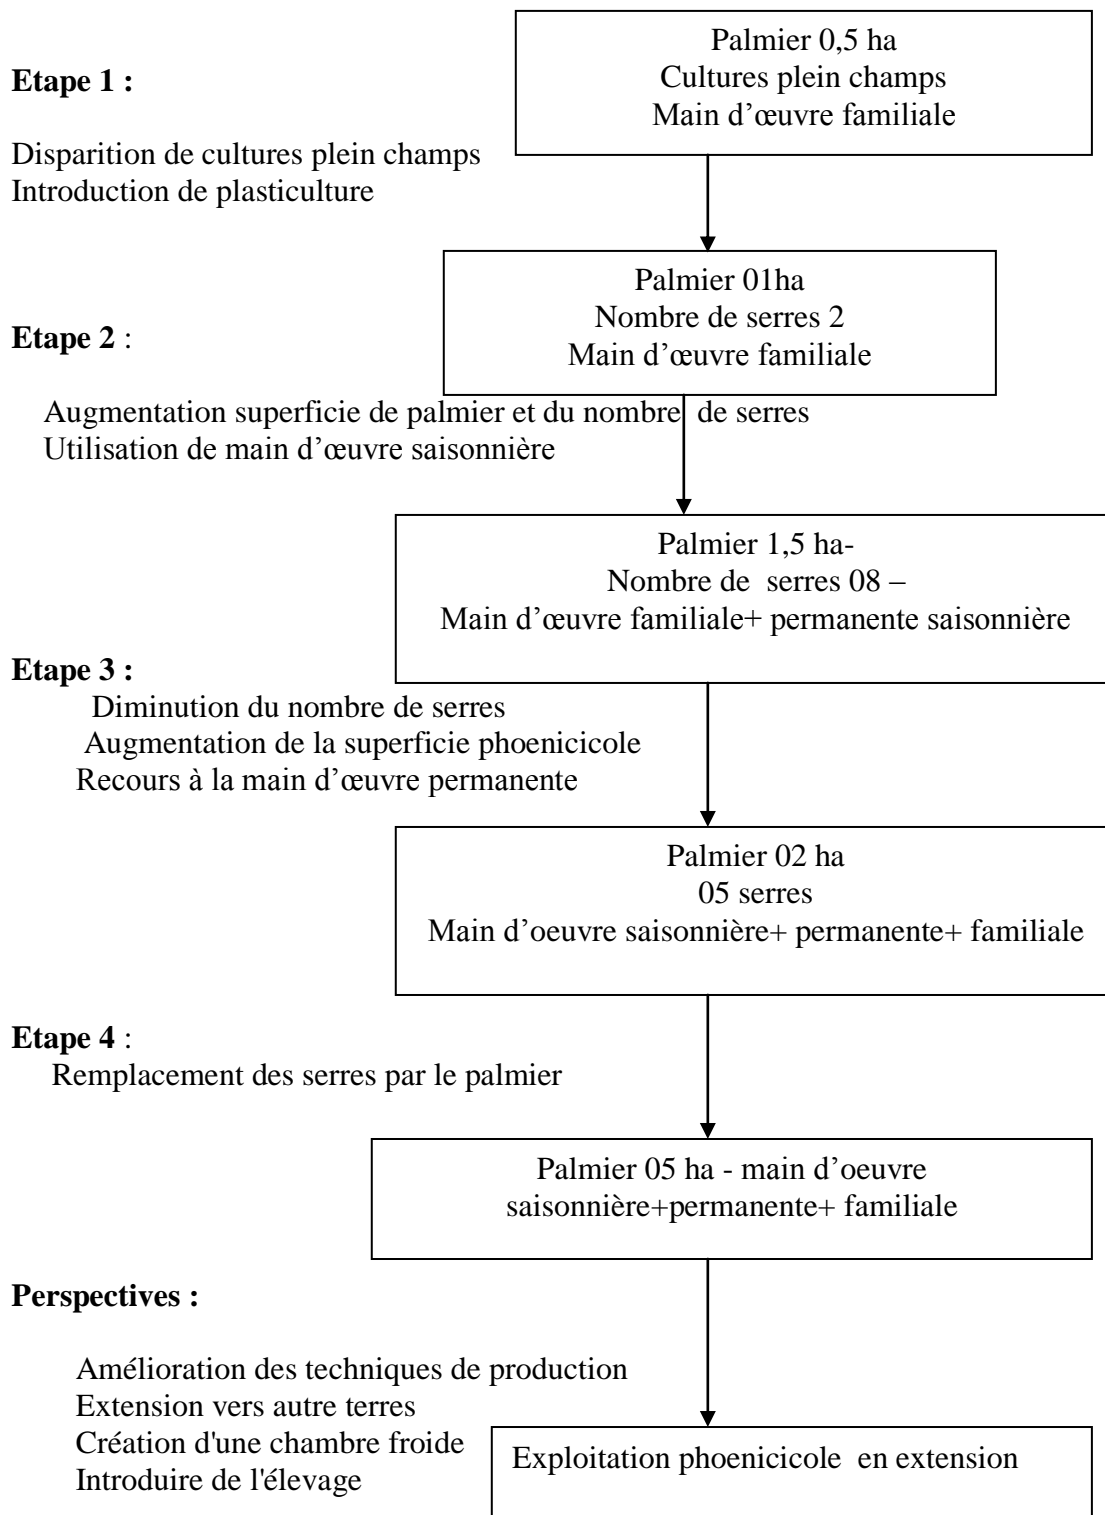 Palmier 0,5 ha
Cultures plein champs
Main d’œuvre familiale
Etape 1 :
Disparition de cultures plein champs
Introduction de plasticulture
Palmier 01ha
Nombre de serres 2
Main d’œuvre familiale
Etape 2 :
Augmentation superficie de palmier et du nombre de serres
Utilisation de main d’œuvre saisonnière
Palmier 1,5 ha-
Nombre de serres 08 –
Main d’œuvre familiale+ permanente saisonnière
Etape 3 :
Diminution du nombre de serres
Augmentation de la superficie phoenicicole
Recours à la main d’œuvre permanente
Palmier 02 ha
05 serres
Main d’oeuvre saisonnière+ permanente+ familiale
Etape 4 :
Remplacement des serres par le palmier
Palmier 05 ha - main d’oeuvre
saisonnière+permanente+ familiale
Perspectives :
Amélioration des techniques de production
Extension vers autre terres
Création d'une chambre froide
Introduire de l'élevage
Exploitation phoenicicole en extension